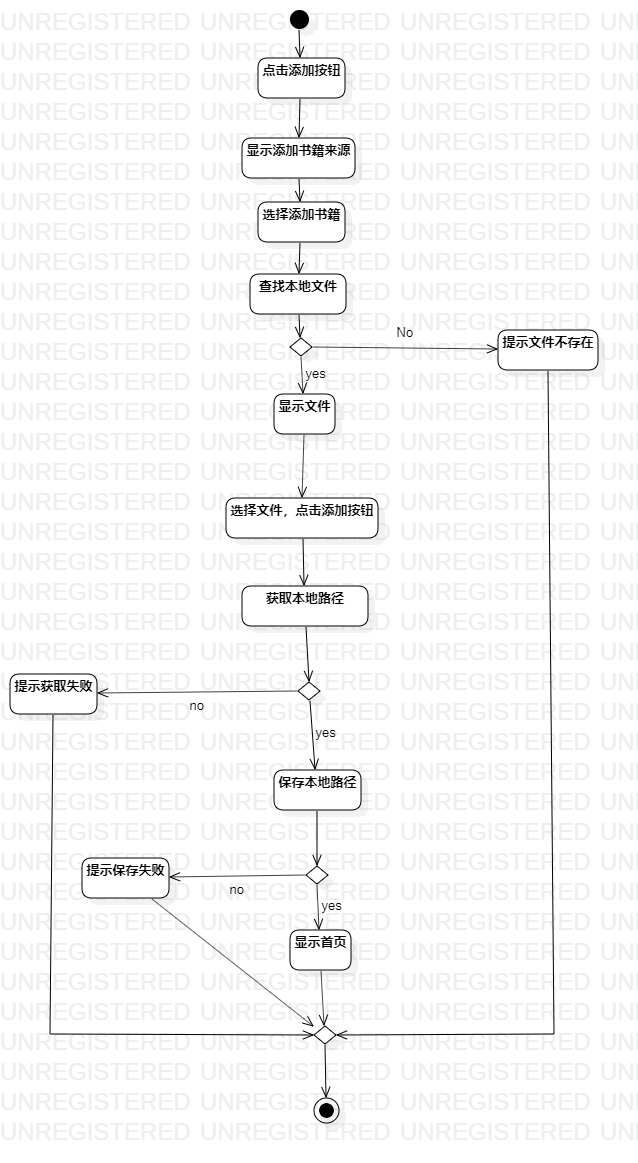 点击添加按钮
显示添加书籍来源
选择添加书籍
查找本地文件
No
提示文件不存在
yes
显示文件
选择文件，点击添加按钮
获取本地路径
提示获取失败
no
yes
保存本地路径
提示保存失败
no
yes
显示首页
UNREGISTERED